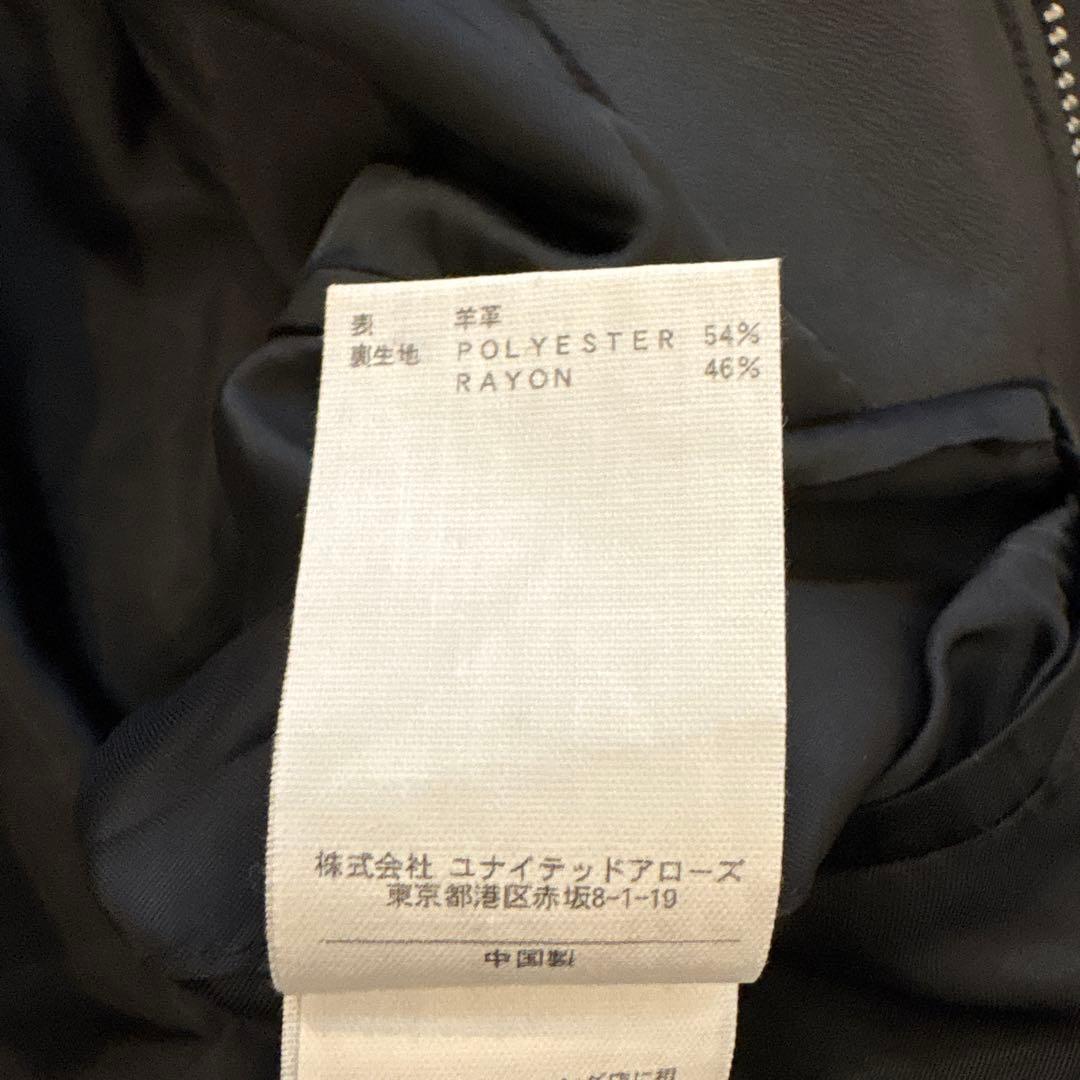 表 羊革
裏生地 POLYESTER 54%
RAYON 46%
株式会社 ユナイテッドアローズ
東京都港区赤坂8-1-19
中国製